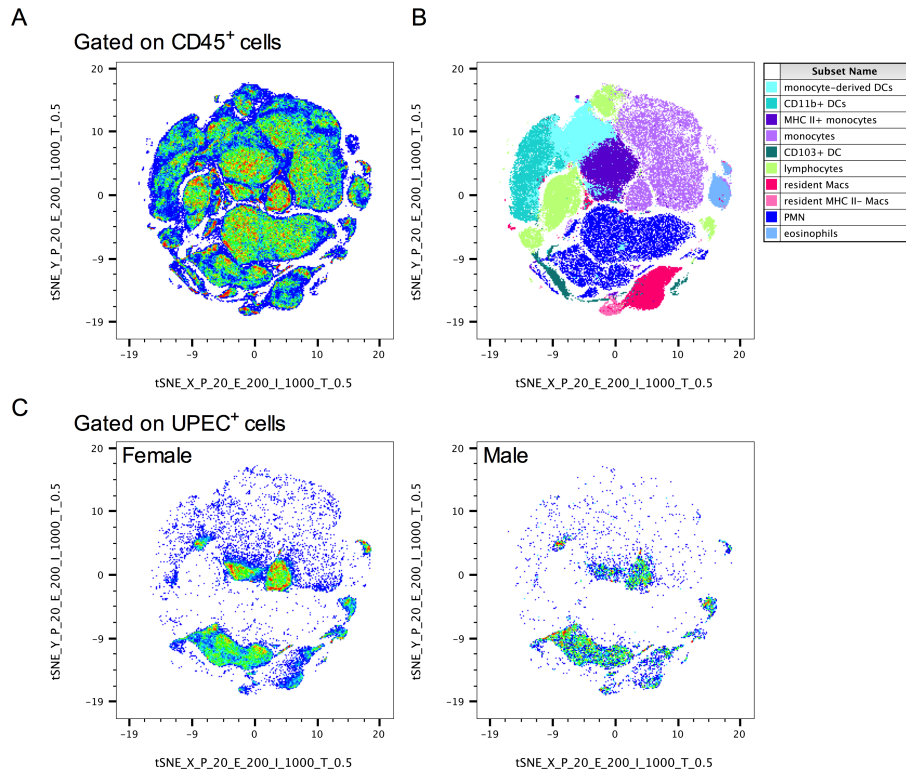 A
B
Gated on CD45+ cells
20
10
0
−9
−19
tSNE_Y_P_20_E_200_I_1000_T_0.5
−19
−9
0
10
20
tSNE_X_P_20_E_200_I_1000_T_0.5
20
10
0
−9
−19
tSNE_Y_P_20_E_200_I_1000_T_0.5
−19
−9
0
10
20
tSNE_X_P_20_E_200_I_1000_T_0.5
Subset Name
monocyte-derived DCs
CD11b+ DCs
MHC II+ monocytes
monocytes
CD103+ DC
lymphocytes
resident Macs
resident MHC II- Macs
PMN
eosinophils
C
Gated on UPEC+ cells
Female
20
10
0
−9
−19
tSNE_Y_P_20_E_200_I_1000_T_0.5
−19
−9
0
10
20
tSNE_X_P_20_E_200_I_1000_T_0.5
Male
20
10
0
−9
−19
tSNE_Y_P_20_E_200_I_1000_T_0.5
−19
−9
0
10
20
tSNE_X_P_20_E_200_I_1000_T_0.5